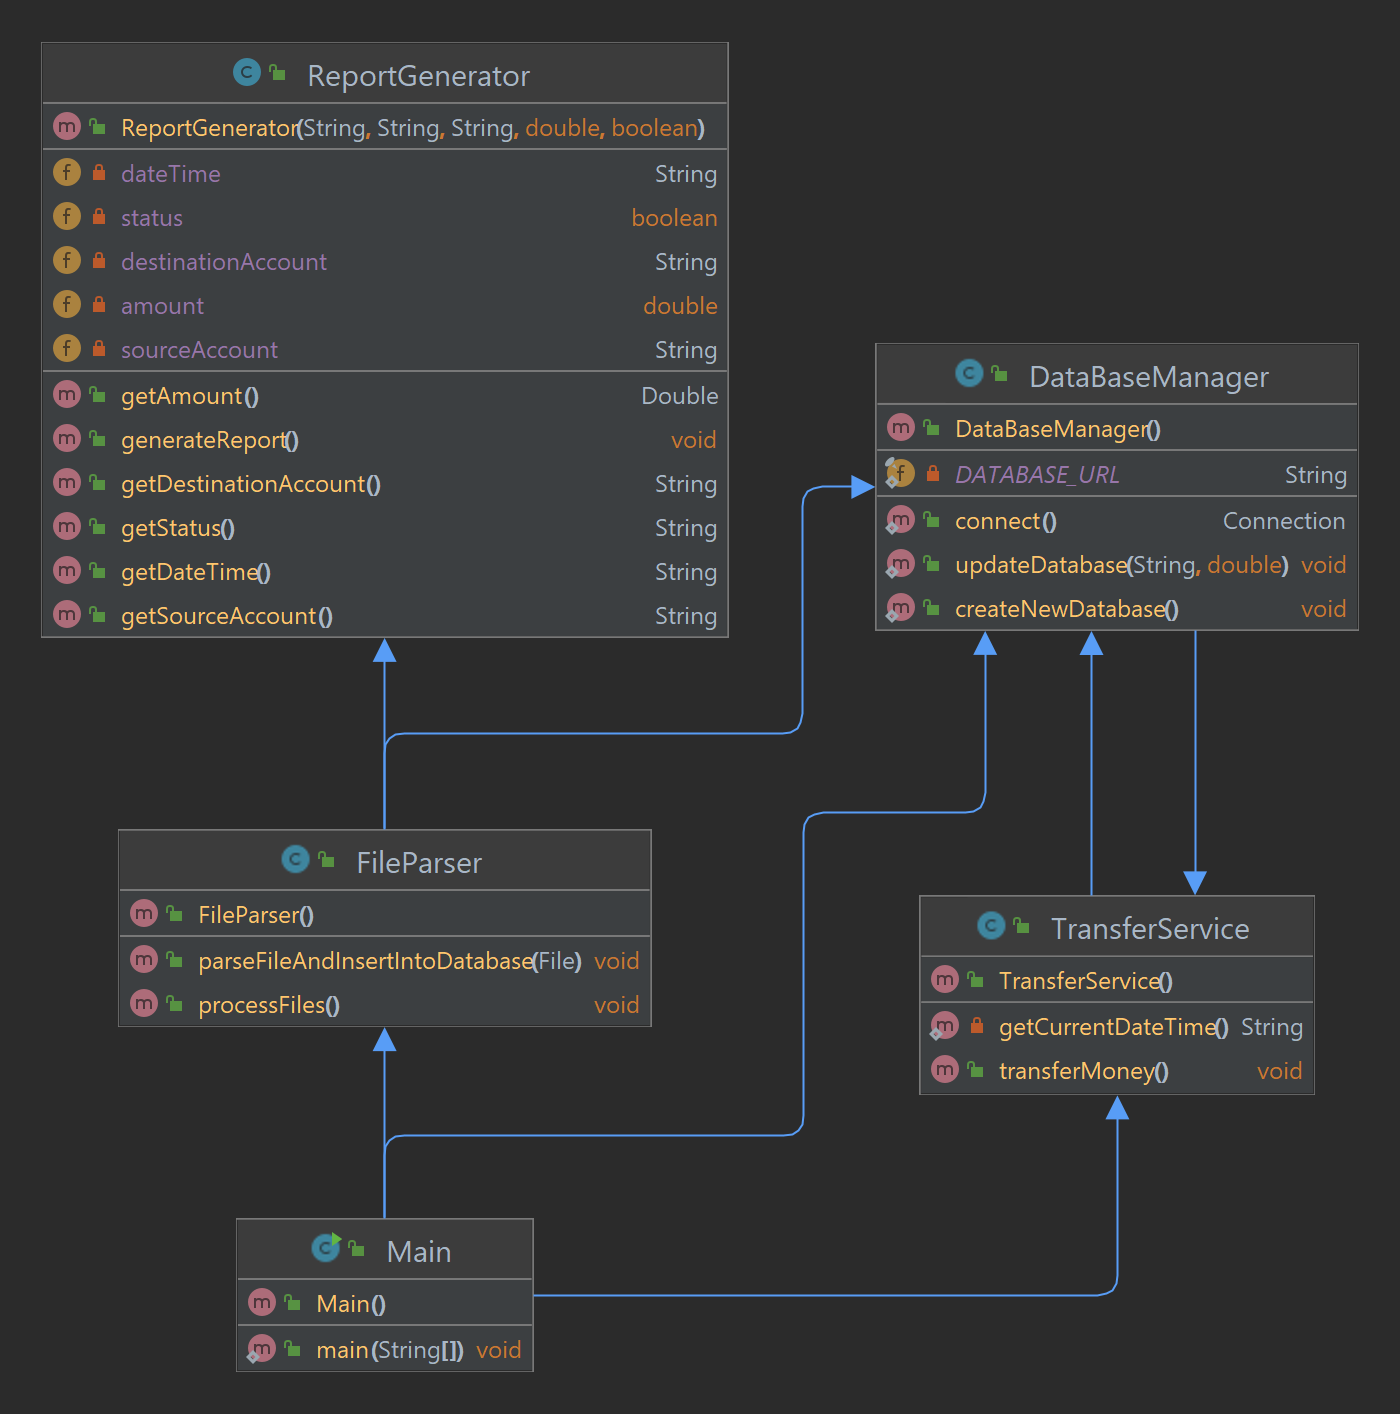 ReportGenerator
ReportGenerator(String, String, String, double, boolean)
dateTime String
status boolean
destinationAccount String
amount double
sourceAccount String
getAmount() Double
generateReport() void
getDestinationAccount() String
getStatus() String
getDateTime() String
getSourceAccount() String
DataBaseManager
DataBaseManager()
DATABASE_URL String
connect() Connection
updateDatabase(String, double) void
createNewDatabase() void
FileParser
FileParser()
parseFileAndInsertIntoDatabase(File) void
processFiles() void
TransferService
TransferService()
getCurrentDateTime() String
transferMoney() void
Main
Main()
main(String[]) void